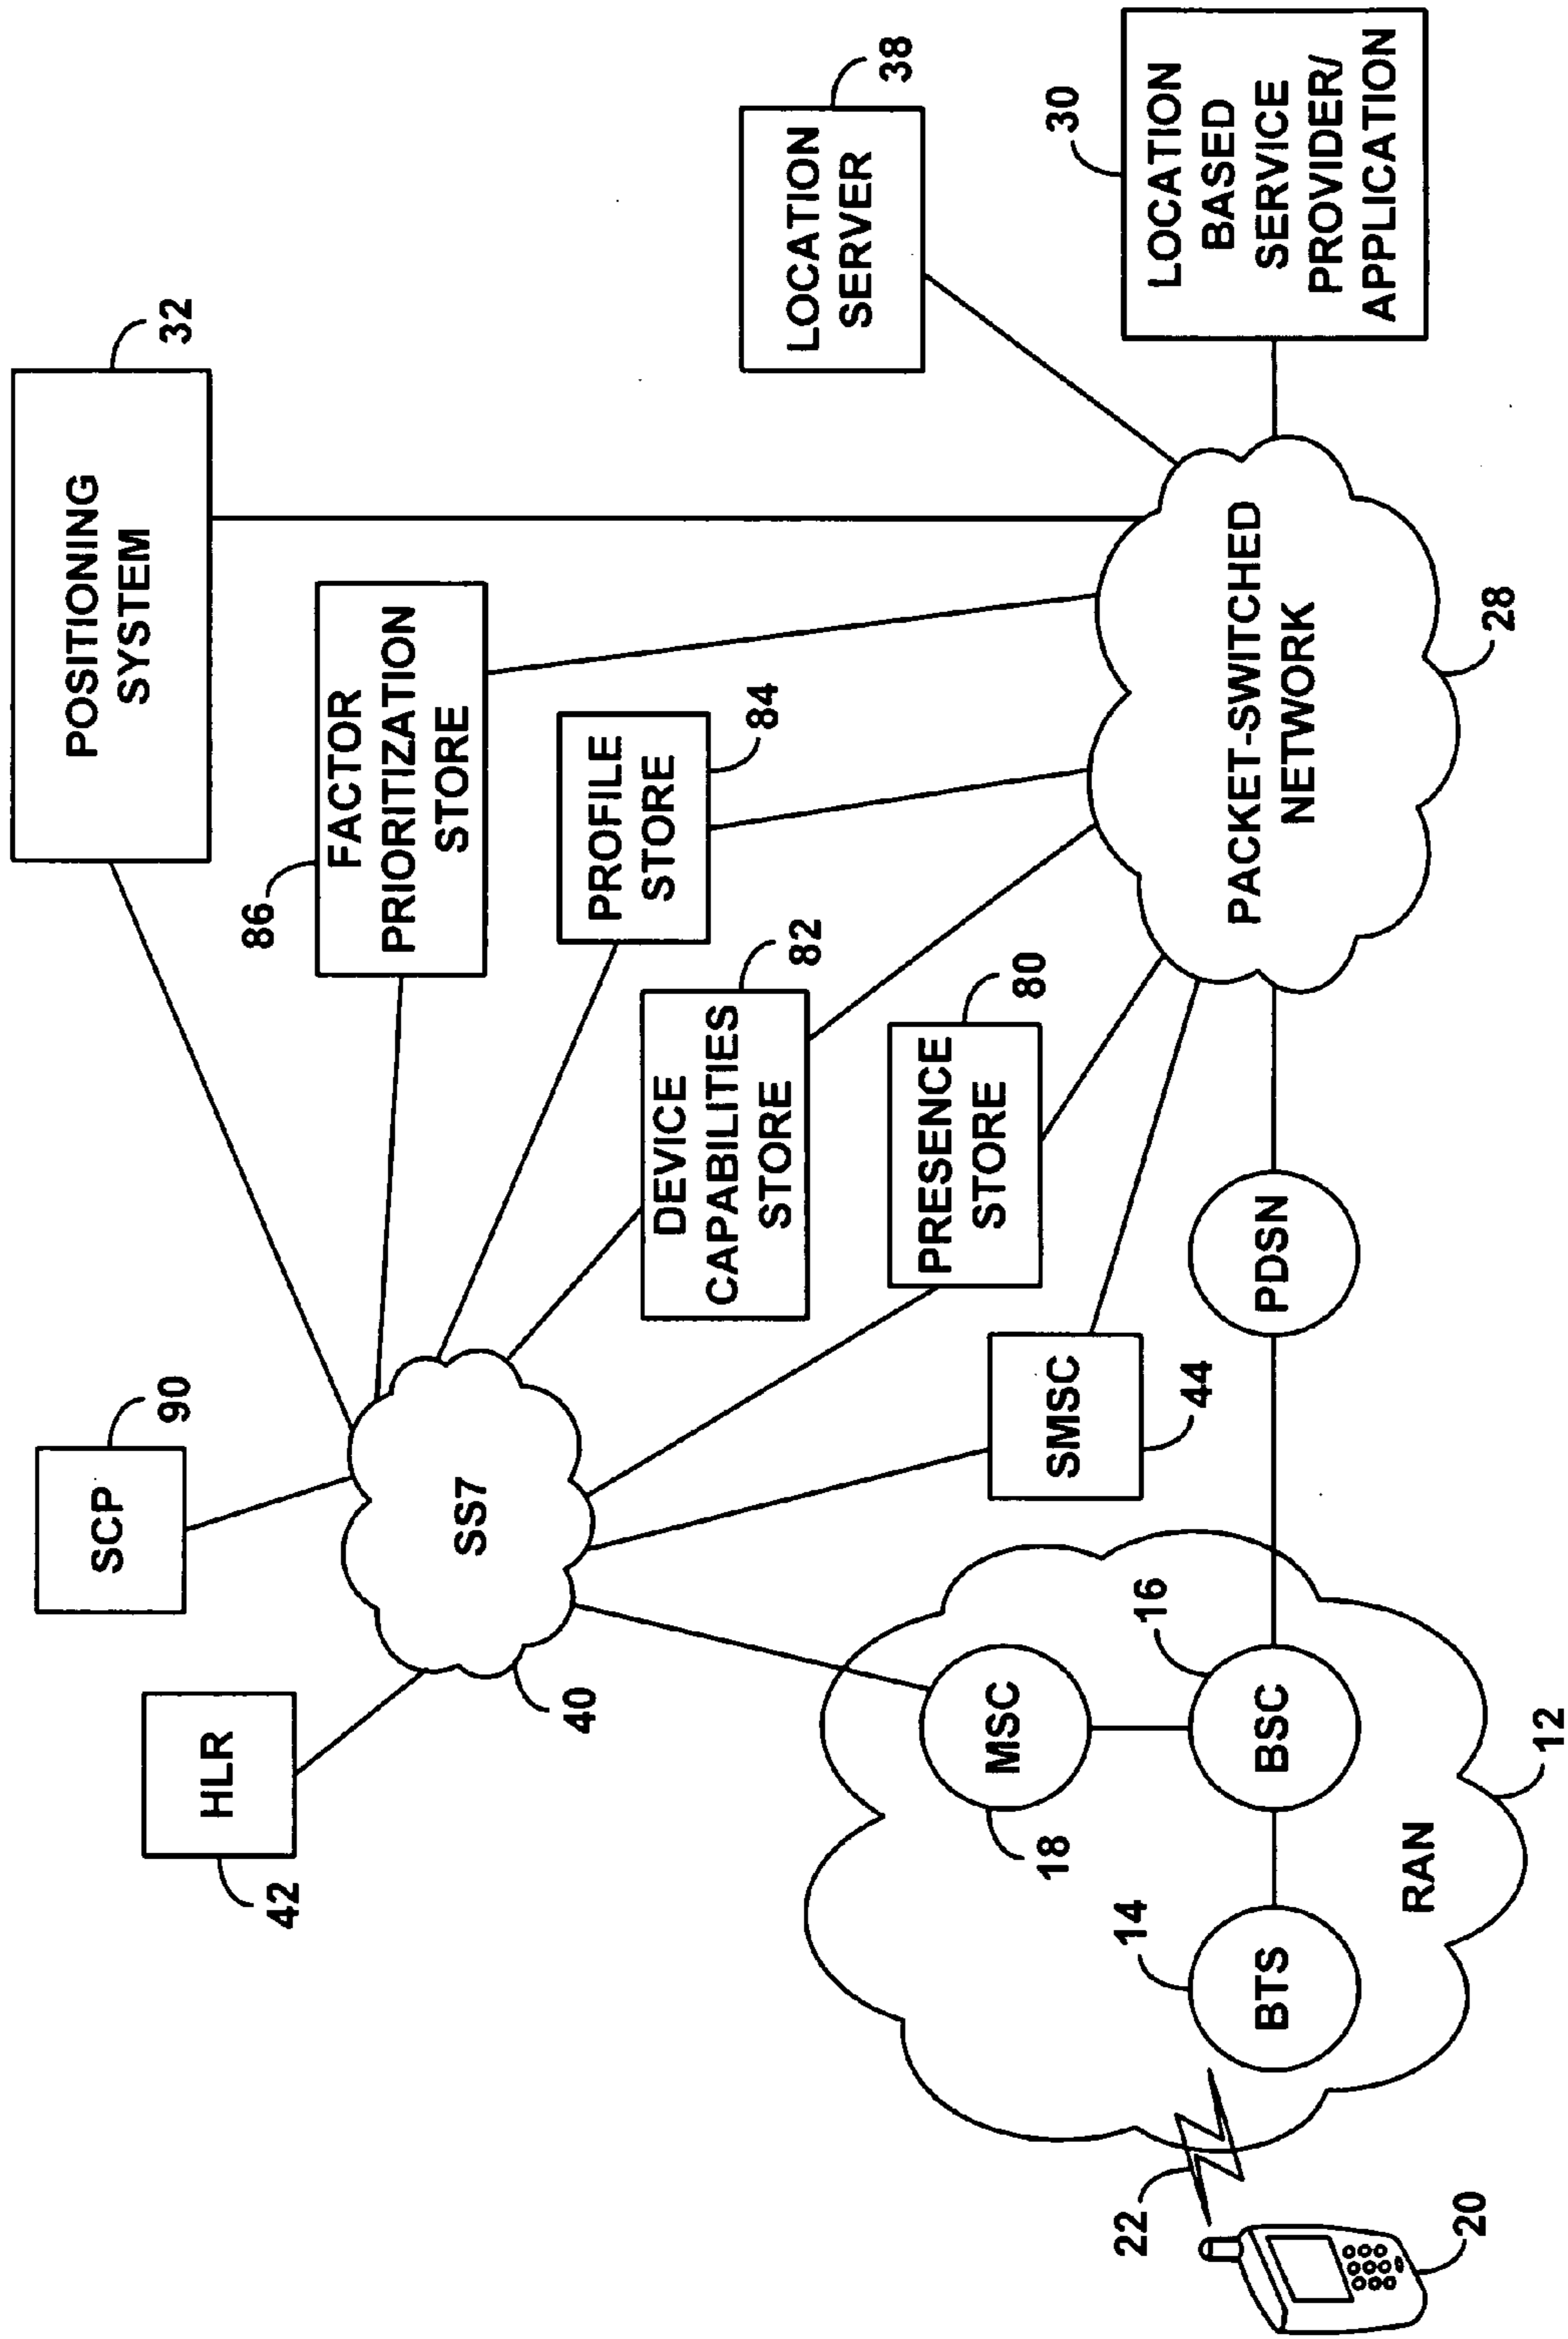 HLR
42
SCP
90
SS7
40
POSITIONING
SYSTEM
32
86
FACTOR
PRIORITIZATION
STORE
PROFILE
STORE
84
DEVICE
CAPABILITIES
STORE
82
PRESENCE
STORE
80
SMSC
44
LOCATION
SERVER
38
30
LOCATION
BASED
SERVICE
PROVIDER/
APPLICATION
PACKET-SWITCHED
NETWORK
28
PDSN
MSC
18
16
BSC
14
BTS
RAN
12
22
20